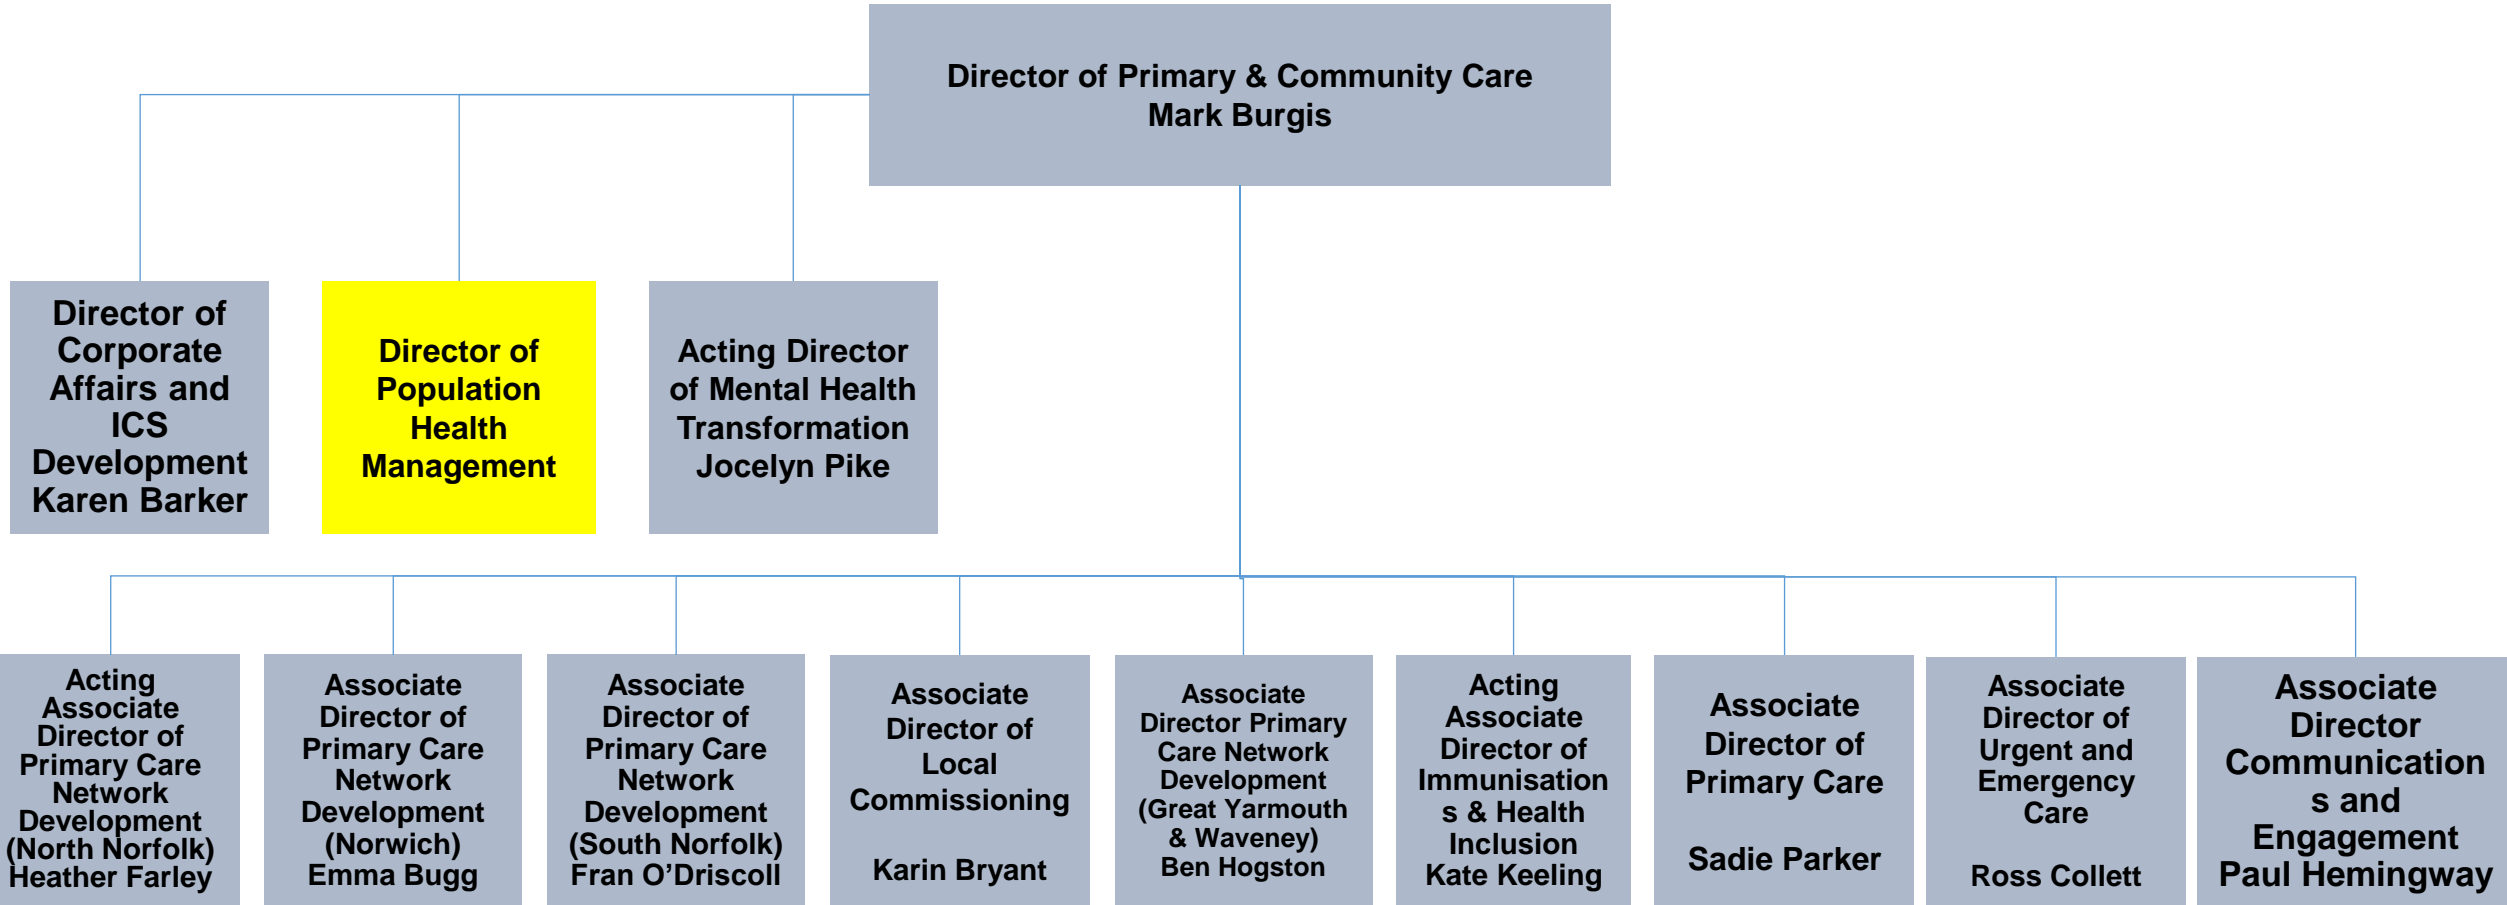 Director of Primary & Community Care
Mark Burgis
Director of
Corporate
Affairs and
ICS
Development
Karen Barker
Director of
Population
Health
Management
Acting Director
of Mental Health
Transformation
Jocelyn Pike
Acting
Associate
Director of
Primary Care
Network
Development
(North Norfolk)
Heather Farley
Associate
Director of
Primary Care
Network
Development
(Norwich)
Emma Bugg
Associate
Director of
Primary Care
Network
Development
(South Norfolk)
Fran O’Driscoll
Associate
Director of
Local
Commissioning
Karin Bryant
Associate
Director Primary
Care Network
Development
(Great Yarmouth
& Waveney)
Ben Hogston
Acting
Associate
Director of
Immunisation
s & Health
Inclusion
Kate Keeling
Associate
Director of
Primary Care
Sadie Parker
Associate
Director of
Urgent and
Emergency
Care
Ross Collett
Associate
Director
Communication
s and
Engagement
Paul Hemingway